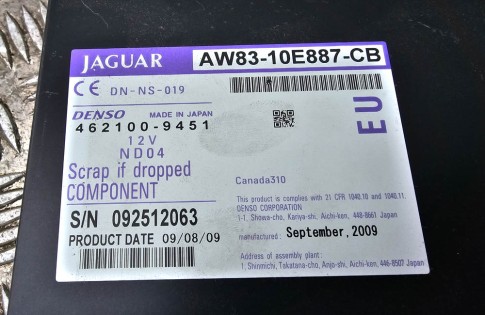 JAGUAR
AW83-10E887-CB
CE DN-NS-019
DENSO MADE IN JAPAN
462100-9451
12V
ND04
Scrap if dropped
COMPONENT
S/N 092512063
PRODUCT DATE 09/08/09
EU
Canada310
This product is complies with 21 CFR 1040.10 and 1040.11.
DENSO CORPORATION
1-1, Showa-cho, Kariya-shi, Aichi-ken, 448-8661 Japan
manufactured: September, 2009
Address of assembly plant:
1, Shinmichi, Takatana-cho, Anjo-shi, Aichi-ken, 446-8507 Japan